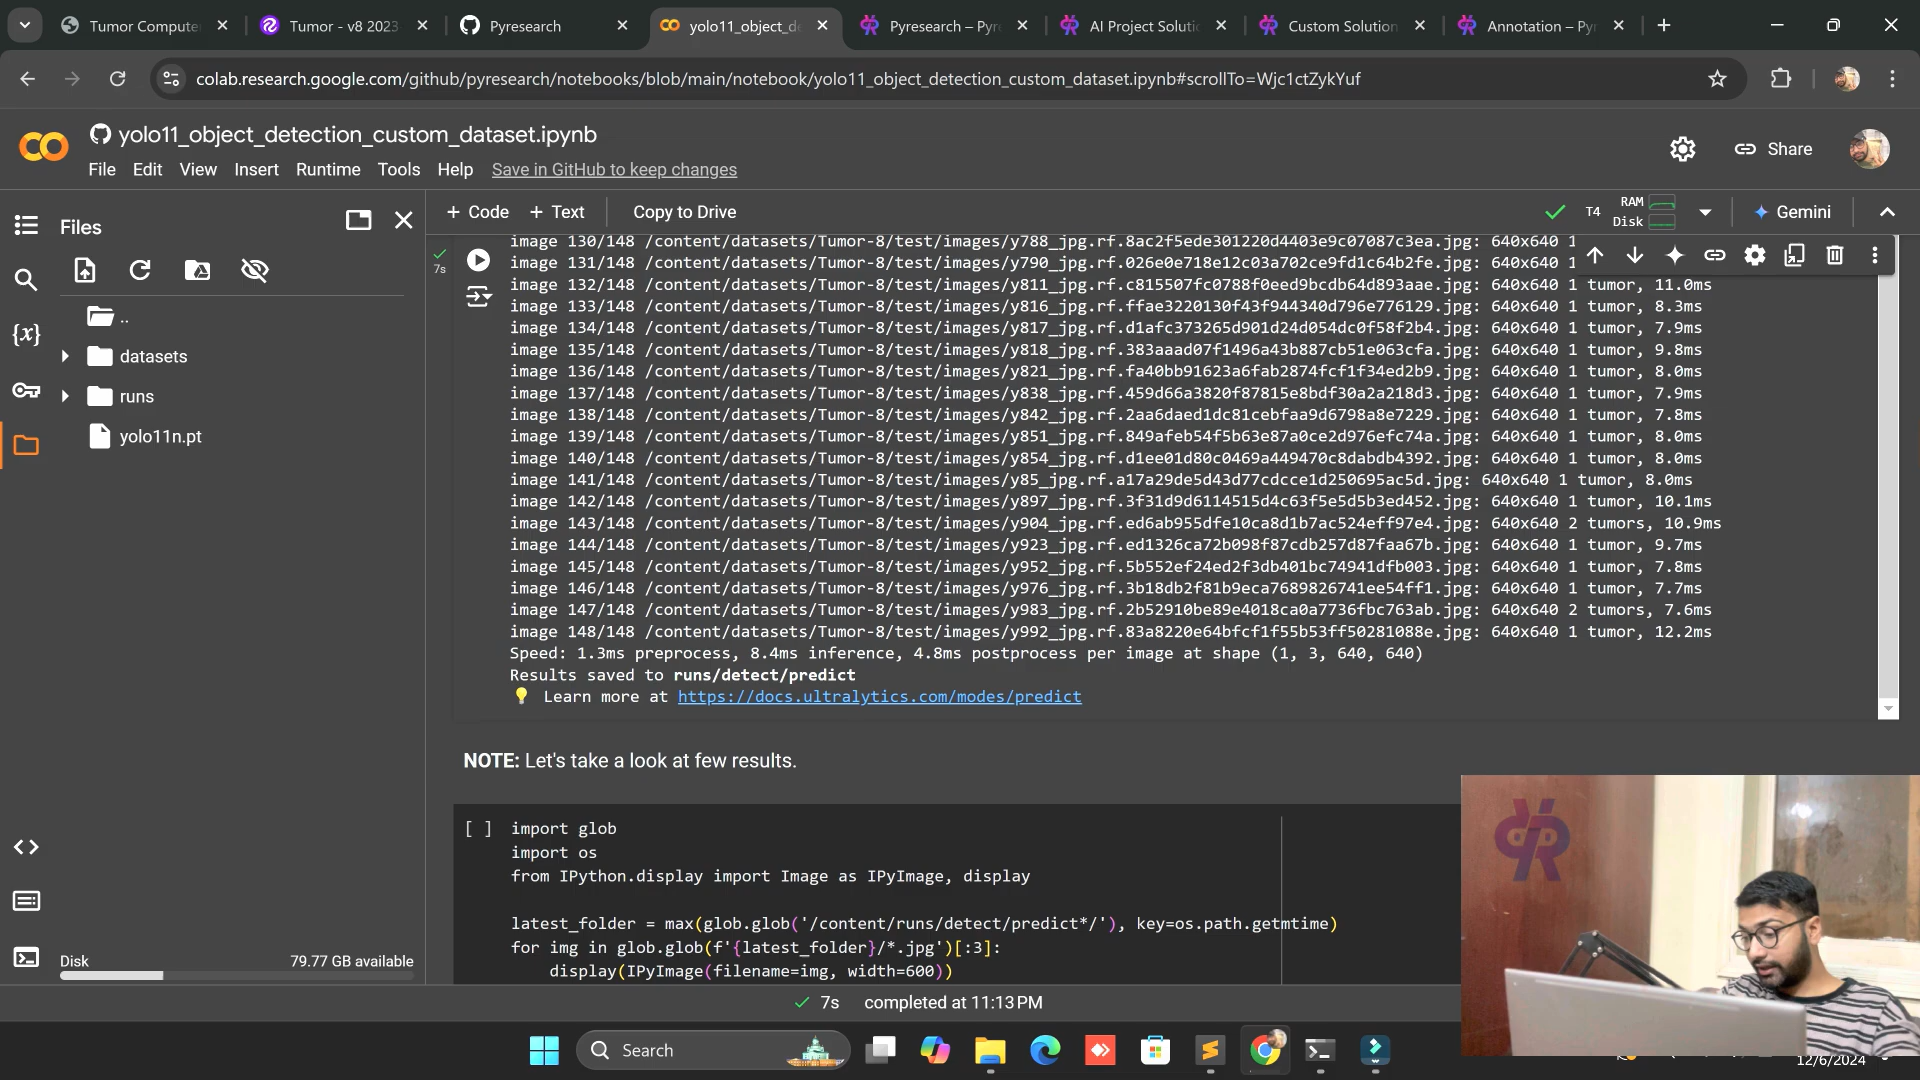 Tumor Compute
Tumor - v8 2023
Pyresearch
yolo11_object_de
Pyresearch – Pyre
AI Project Soluti
Custom Solution
Annotation – Py
colab.research.google.com/github/pyresearch/notebooks/blob/main/notebook/yolo11_object_detection_custom_dataset.ipynb#scrollTo=Wjc1ctZykYuf
yolo11_object_detection_custom_dataset.ipynb
File Edit View Insert Runtime Tools Help Save in GitHub to keep changes
Share
Files
+ Code + Text Copy to Drive
T4 RAM
Disk
Gemini
..
datasets
runs
yolo11n.pt
Disk 79.77 GB available
7s
image 130/148 /content/datasets/Tumor-8/test/images/y788_jpg.rf.8ac2f5ede301220d4403e9c07087c3ea.jpg: 640x640 1
image 131/148 /content/datasets/Tumor-8/test/images/y790_jpg.rf.026e0e718e12c03a702ce9fd1c64b2fe.jpg: 640x640 1
image 132/148 /content/datasets/Tumor-8/test/images/y811_jpg.rf.c815507fc0788f0eed9bcdb64d893aae.jpg: 640x640 1 tumor, 11.0ms
image 133/148 /content/datasets/Tumor-8/test/images/y816_jpg.rf.ffae3220130f43f944340d796e776129.jpg: 640x640 1 tumor, 8.3ms
image 134/148 /content/datasets/Tumor-8/test/images/y817_jpg.rf.d1afc373265d901d24d054dc0f58f2b4.jpg: 640x640 1 tumor, 7.9ms
image 135/148 /content/datasets/Tumor-8/test/images/y818_jpg.rf.383aaad07f1496a43b887cb51e063cfa.jpg: 640x640 1 tumor, 9.8ms
image 136/148 /content/datasets/Tumor-8/test/images/y821_jpg.rf.fa40bb91623a6fab2874fcf1f34ed2b9.jpg: 640x640 1 tumor, 8.0ms
image 137/148 /content/datasets/Tumor-8/test/images/y838_jpg.rf.459d66a3820f87815e8bdf30a2a218d3.jpg: 640x640 1 tumor, 7.9ms
image 138/148 /content/datasets/Tumor-8/test/images/y842_jpg.rf.2aa6daed1dc81cebfaa9d6798a8e7229.jpg: 640x640 1 tumor, 7.8ms
image 139/148 /content/datasets/Tumor-8/test/images/y851_jpg.rf.849afeb54f5b63e87a0ce2d976efc74a.jpg: 640x640 1 tumor, 8.0ms
image 140/148 /content/datasets/Tumor-8/test/images/y854_jpg.rf.d1ee01d80c0469a449470c8dabdb4392.jpg: 640x640 1 tumor, 8.0ms
image 141/148 /content/datasets/Tumor-8/test/images/y85_jpg.rf.a17a29de5d43d77cdcce1d250695ac5d.jpg: 640x640 1 tumor, 8.0ms
image 142/148 /content/datasets/Tumor-8/test/images/y897_jpg.rf.3f31d9d6114515d4c63f5e5d5b3ed452.jpg: 640x640 1 tumor, 10.1ms
image 143/148 /content/datasets/Tumor-8/test/images/y904_jpg.rf.ed6ab955dfe10ca8d1b7ac524eff97e4.jpg: 640x640 2 tumors, 10.9ms
image 144/148 /content/datasets/Tumor-8/test/images/y923_jpg.rf.ed1326ca72b098f87cdb257d87faa67b.jpg: 640x640 1 tumor, 9.7ms
image 145/148 /content/datasets/Tumor-8/test/images/y952_jpg.rf.5b552ef24ed2f3db401bc74941dfb003.jpg: 640x640 1 tumor, 7.8ms
image 146/148 /content/datasets/Tumor-8/test/images/y976_jpg.rf.3b18db2f81b9eca7689826741ee54ff1.jpg: 640x640 1 tumor, 7.7ms
image 147/148 /content/datasets/Tumor-8/test/images/y983_jpg.rf.2b52910be89e4018ca0a7736fbc763ab.jpg: 640x640 2 tumors, 7.6ms
image 148/148 /content/datasets/Tumor-8/test/images/y992_jpg.rf.83a8220e64bfcf1f55b53ff50281088e.jpg: 640x640 1 tumor, 12.2ms
Speed: 1.3ms preprocess, 8.4ms inference, 4.8ms postprocess per image at shape (1, 3, 640, 640)
Results saved to runs/detect/predict
Learn more at https://docs.ultralytics.com/modes/predict
NOTE: Let's take a look at few results.
[ ] import glob
import os
from IPython.display import Image as IPyImage, display
latest_folder = max(glob.glob('/content/runs/detect/predict*/'), key=os.path.getmtime)
for img in glob.glob(f'{latest_folder}/*.jpg')[:3]:
display(IPyImage(filename=img, width=600))
7s completed at 11:13 PM
Search
12/6/2024